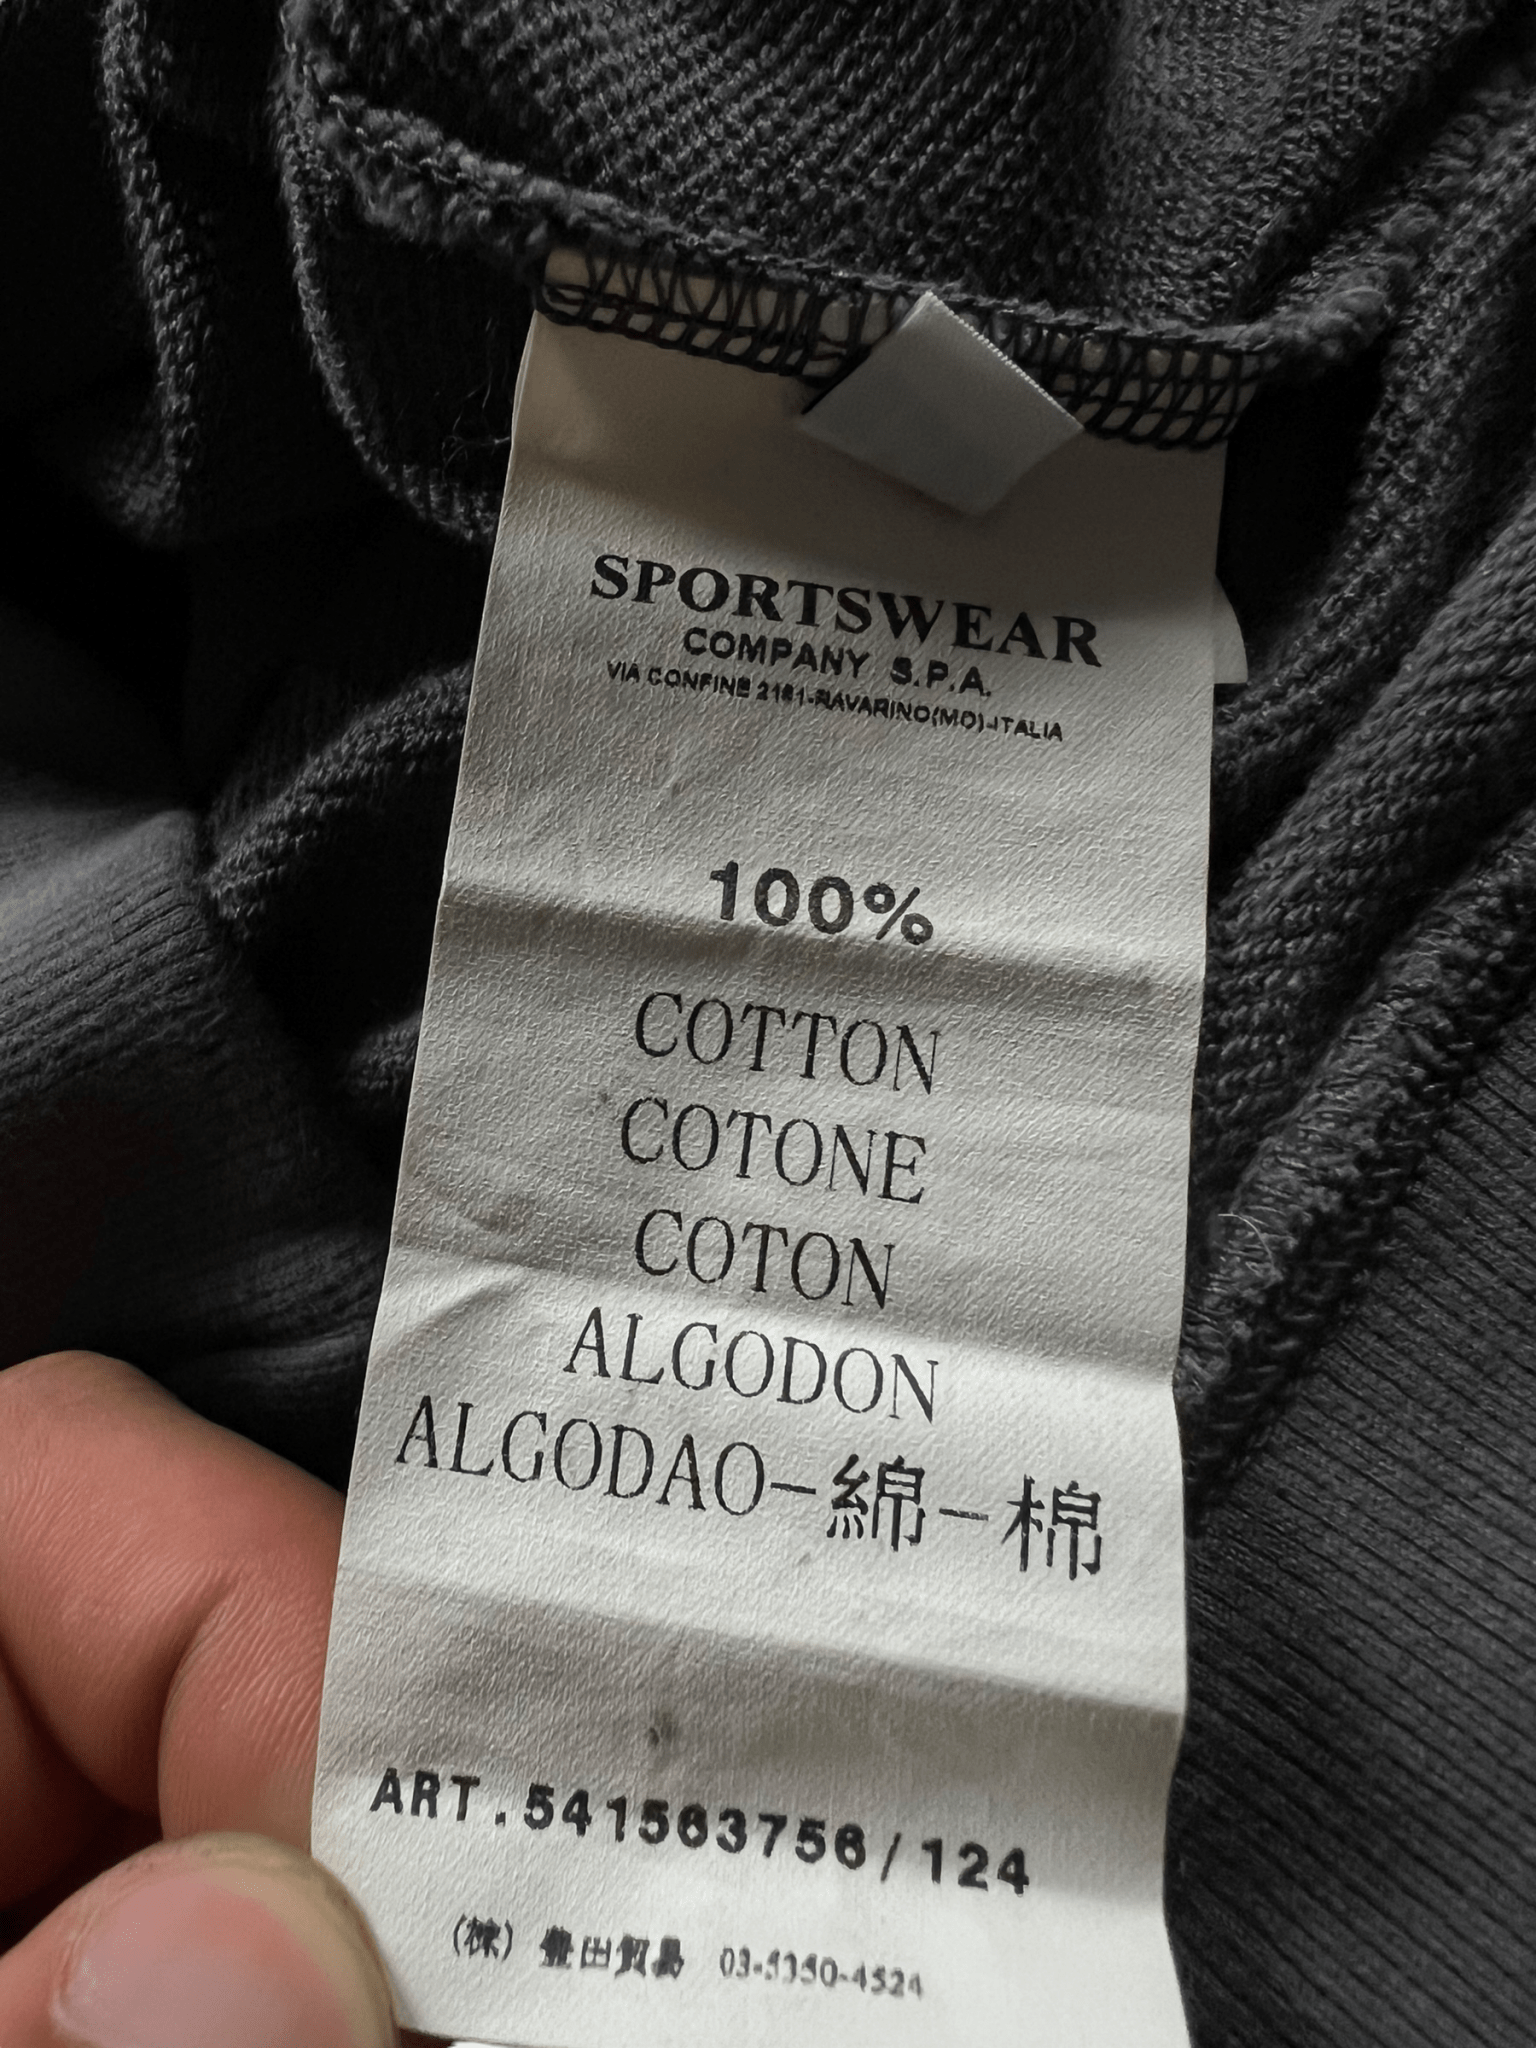 SPORTSWEAR
COMPANY S.P.A.
VIA CONFINE 2161-RAVARINO(MO)-ITALIA
100%
COTTON
COTONE
COTON
ALGODON
ALGODAO-綿-棉
ART.541563756/124
(株) 豊田貿易 03-5350-4524